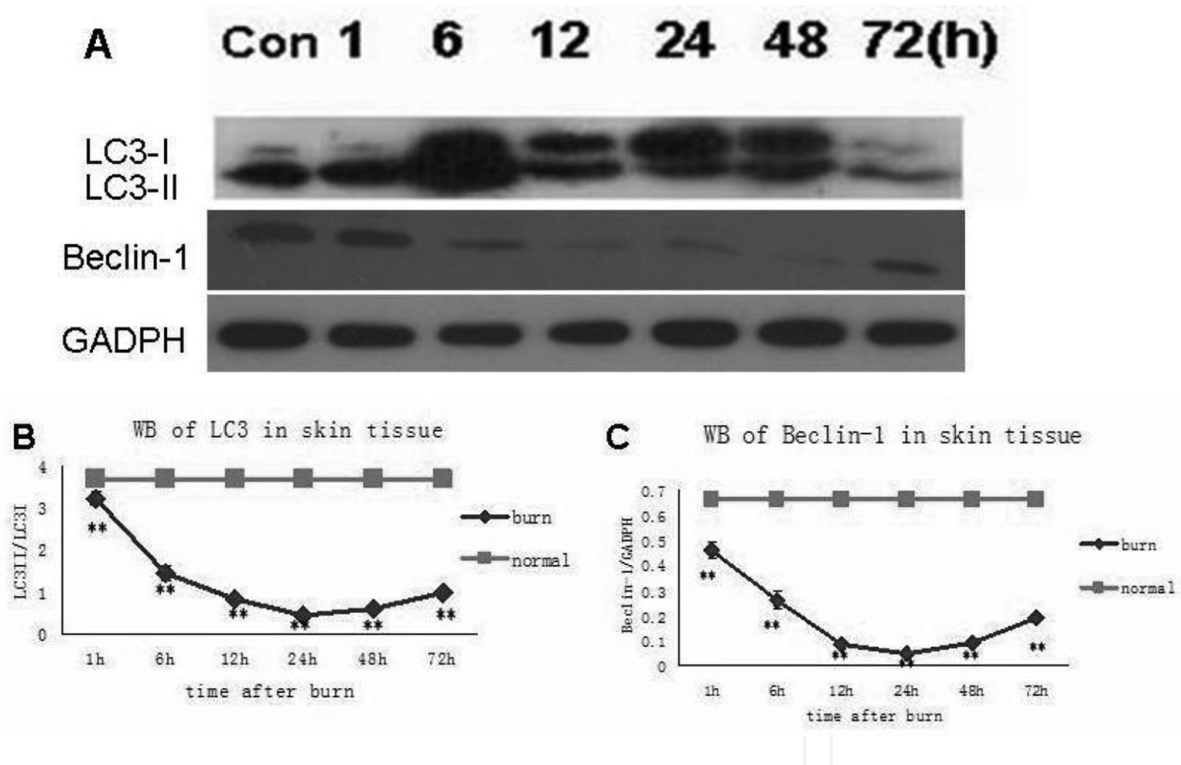 A
Con 1 6 12 24 48 72(h)
LC3-I
LC3-II
Beclin-1
GADPH
B
WB of LC3 in skin tissue
LC3II/LC3I
4
3
2
1
0
** ** ** ** ** **
1h 6h 12h 24h 48h 72h
time after burn
burn
normal
C
WB of Beclin-1 in skin tissue
Beclin-1/GADPH
0.7
0.6
0.5
0.4
0.3
0.2
0.1
0
** ** ** ** ** **
1h 6h 12h 24h 48h 72h
time after burn
burn
normal